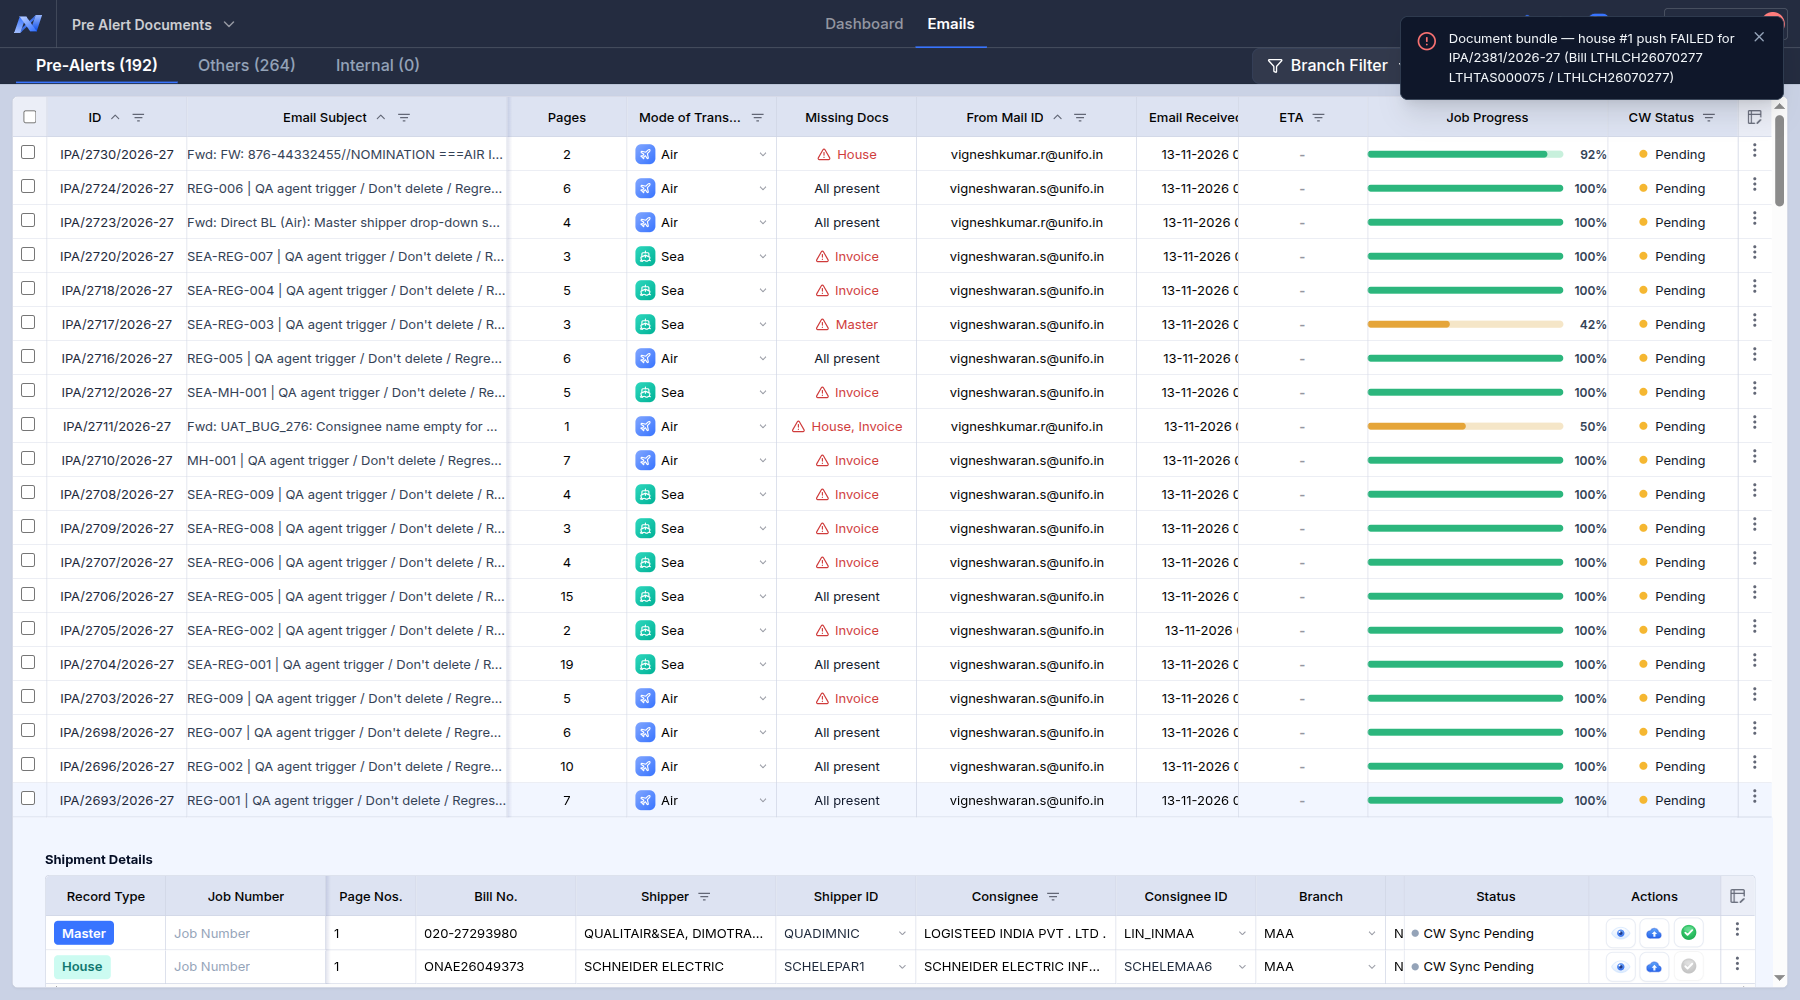 Pre Alert Documents
Dashboard
Emails
Document bundle — house #1 push FAILED for
IPA/2381/2026-27 (Bill LTHLCH26070277
LTHTAS000075 / LTHLCH26070277)
Pre-Alerts (192)
Others (264)
Internal (0)
Branch Filter
ID Email Subject Pages Mode of Trans... Missing Docs From Mail ID Email Received ETA Job Progress CW Status
IPA/2730/2026-27 Fwd: FW: 876-44332455//NOMINATION ===AIR I... 2 Air House vigneshkumar.r@unifo.in 13-11-2026 0 - 92% Pending
IPA/2724/2026-27 REG-006 | QA agent trigger / Don't delete / Regre... 6 Air All present vigneshwaran.s@unifo.in 13-11-2026 0 - 100% Pending
IPA/2723/2026-27 Fwd: Direct BL (Air): Master shipper drop-down s... 4 Air All present vigneshkumar.r@unifo.in 13-11-2026 0 - 100% Pending
IPA/2720/2026-27 SEA-REG-007 | QA agent trigger / Don't delete / R... 3 Sea Invoice vigneshwaran.s@unifo.in 13-11-2026 0 - 100% Pending
IPA/2718/2026-27 SEA-REG-004 | QA agent trigger / Don't delete / R... 5 Sea Invoice vigneshwaran.s@unifo.in 13-11-2026 0 - 100% Pending
IPA/2717/2026-27 SEA-REG-003 | QA agent trigger / Don't delete / R... 3 Sea Master vigneshwaran.s@unifo.in 13-11-2026 0 - 42% Pending
IPA/2716/2026-27 REG-005 | QA agent trigger / Don't delete / Regre... 6 Air All present vigneshwaran.s@unifo.in 13-11-2026 0 - 100% Pending
IPA/2712/2026-27 SEA-MH-001 | QA agent trigger / Don't delete / Re... 5 Sea Invoice vigneshwaran.s@unifo.in 13-11-2026 0 - 100% Pending
IPA/2711/2026-27 Fwd: UAT_BUG_276: Consignee name empty for ... 1 Air House, Invoice vigneshkumar.r@unifo.in 13-11-2026 0 - 50% Pending
IPA/2710/2026-27 MH-001 | QA agent trigger / Don't delete / Regres... 7 Air Invoice vigneshwaran.s@unifo.in 13-11-2026 0 - 100% Pending
IPA/2708/2026-27 SEA-REG-009 | QA agent trigger / Don't delete / R... 4 Sea Invoice vigneshwaran.s@unifo.in 13-11-2026 0 - 100% Pending
IPA/2709/2026-27 SEA-REG-008 | QA agent trigger / Don't delete / R... 3 Sea Invoice vigneshwaran.s@unifo.in 13-11-2026 0 - 100% Pending
IPA/2707/2026-27 SEA-REG-006 | QA agent trigger / Don't delete / R... 4 Sea Invoice vigneshwaran.s@unifo.in 13-11-2026 0 - 100% Pending
IPA/2706/2026-27 SEA-REG-005 | QA agent trigger / Don't delete / R... 15 Sea All present vigneshwaran.s@unifo.in 13-11-2026 0 - 100% Pending
IPA/2705/2026-27 SEA-REG-002 | QA agent trigger / Don't delete / R... 2 Sea Invoice vigneshwaran.s@unifo.in 13-11-2026 - 100% Pending
IPA/2704/2026-27 SEA-REG-001 | QA agent trigger / Don't delete / R... 19 Sea All present vigneshwaran.s@unifo.in 13-11-2026 0 - 100% Pending
IPA/2703/2026-27 REG-009 | QA agent trigger / Don't delete / Regre... 5 Air Invoice vigneshwaran.s@unifo.in 13-11-2026 0 - 100% Pending
IPA/2698/2026-27 REG-007 | QA agent trigger / Don't delete / Regre... 6 Air All present vigneshwaran.s@unifo.in 13-11-2026 0 - 100% Pending
IPA/2696/2026-27 REG-002 | QA agent trigger / Don't delete / Regre... 10 Air All present vigneshwaran.s@unifo.in 13-11-2026 0 - 100% Pending
IPA/2693/2026-27 REG-001 | QA agent trigger / Don't delete / Regres... 7 Air All present vigneshwaran.s@unifo.in 13-11-2026 0 - 100% Pending
Shipment Details
Record Type Job Number Page Nos. Bill No. Shipper Shipper ID Consignee Consignee ID Branch Status Actions
Master Job Number 1 020-27293980 QUALITAIR&SEA, DIMOTRA... QUADIMNIC LOGISTEED INDIA PVT . LTD . LIN_INMAA MAA N CW Sync Pending
House Job Number 1 ONAE26049373 SCHNEIDER ELECTRIC SCHELEPAR1 SCHNEIDER ELECTRIC INF... SCHELEMAA6 MAA N CW Sync Pending